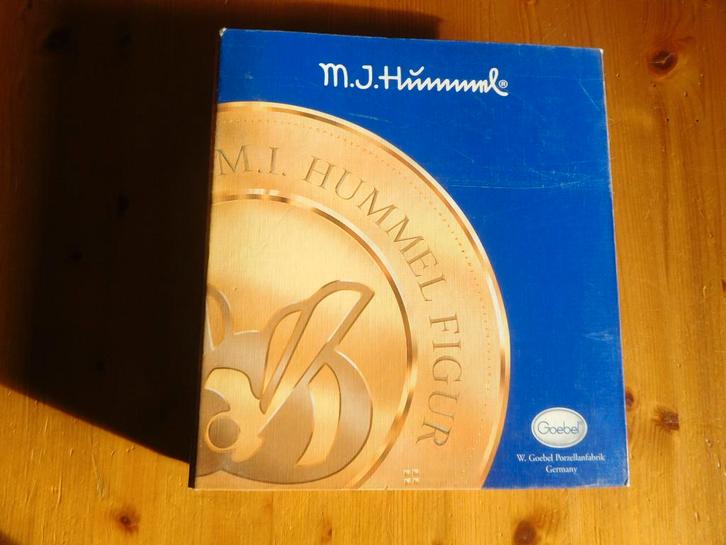 M.J.Hummel®
M.I. HUMMEL FIGUR
Goebel
W. Goebel Porzellanfabrik
Germany